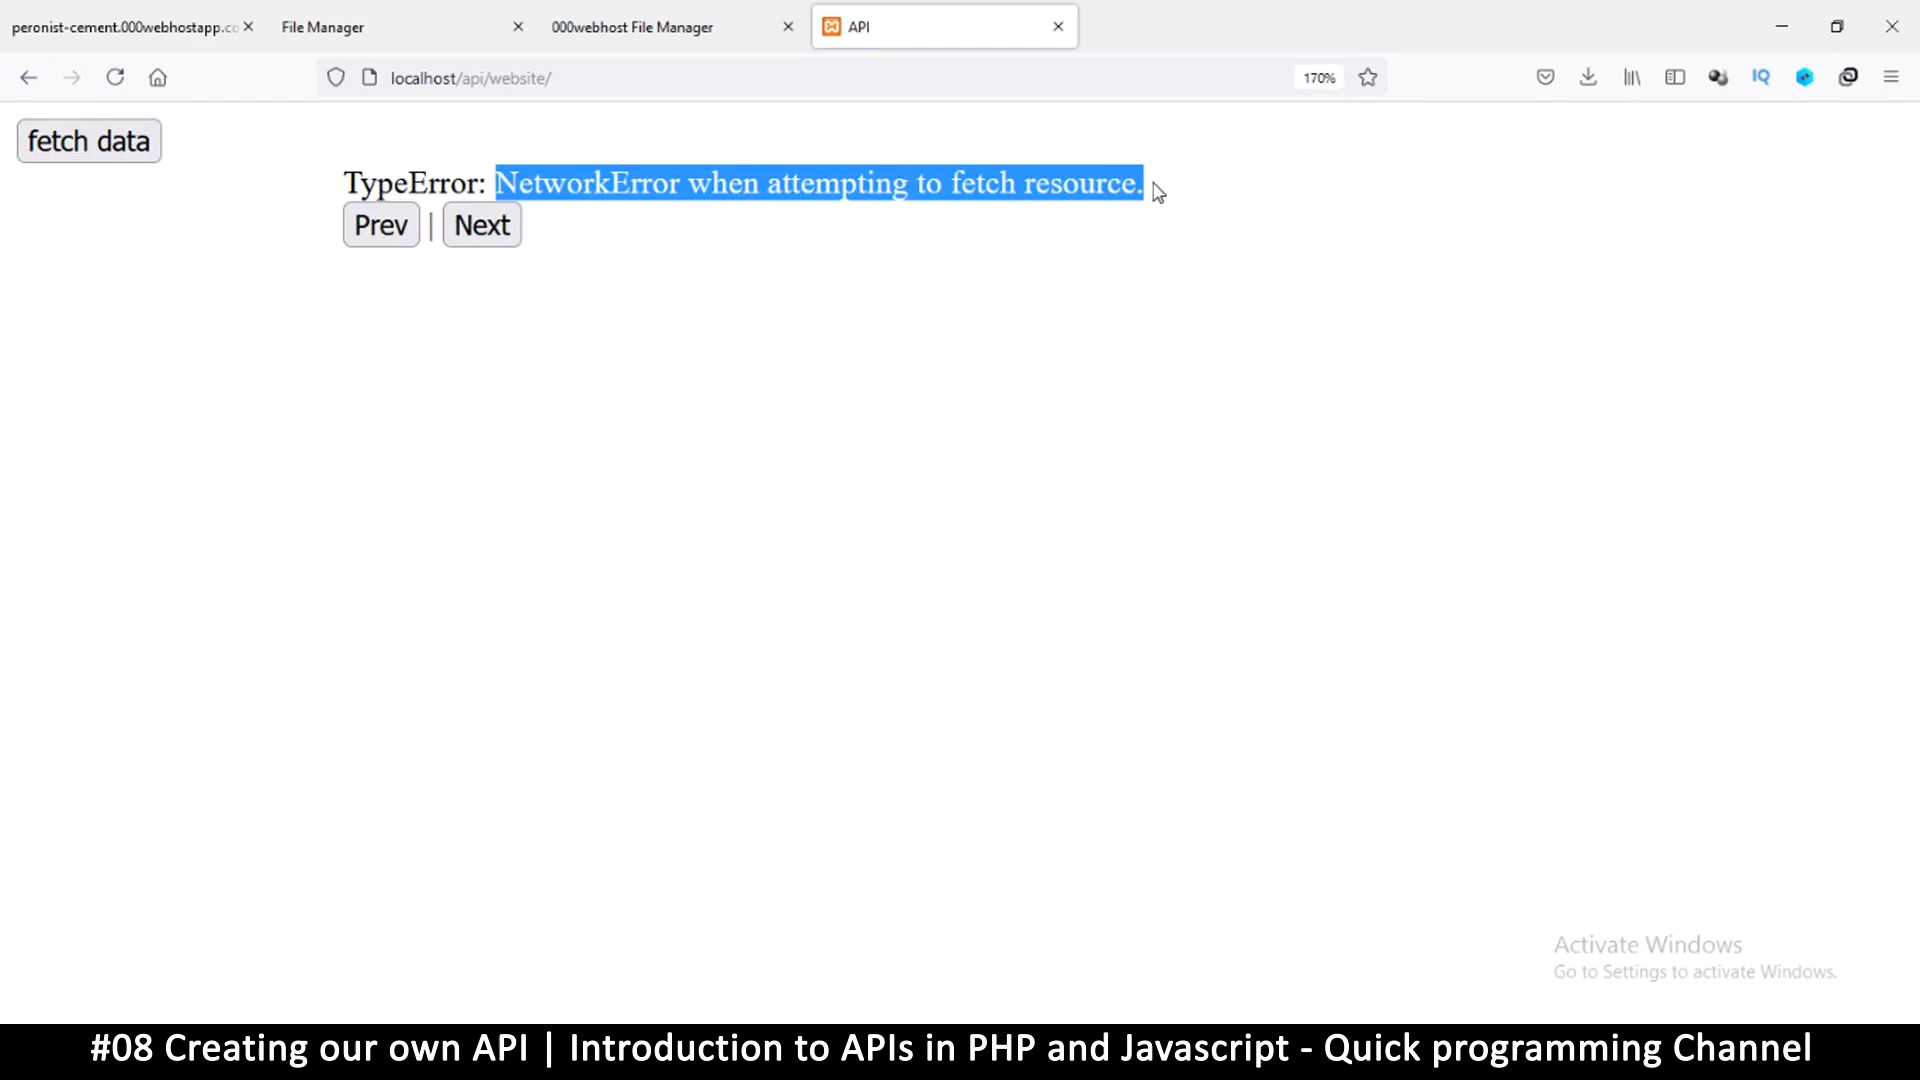 peronist-cement.000webhostapp.co
File Manager
000webhost File Manager
API
localhost/api/website/
170%
IQ
fetch data
TypeError: NetworkError when attempting to fetch resource.
Prev | Next
Activate Windows
Go to Settings to activate Windows.
#08 Creating our own API | Introduction to APIs in PHP and Javascript - Quick programming Channel